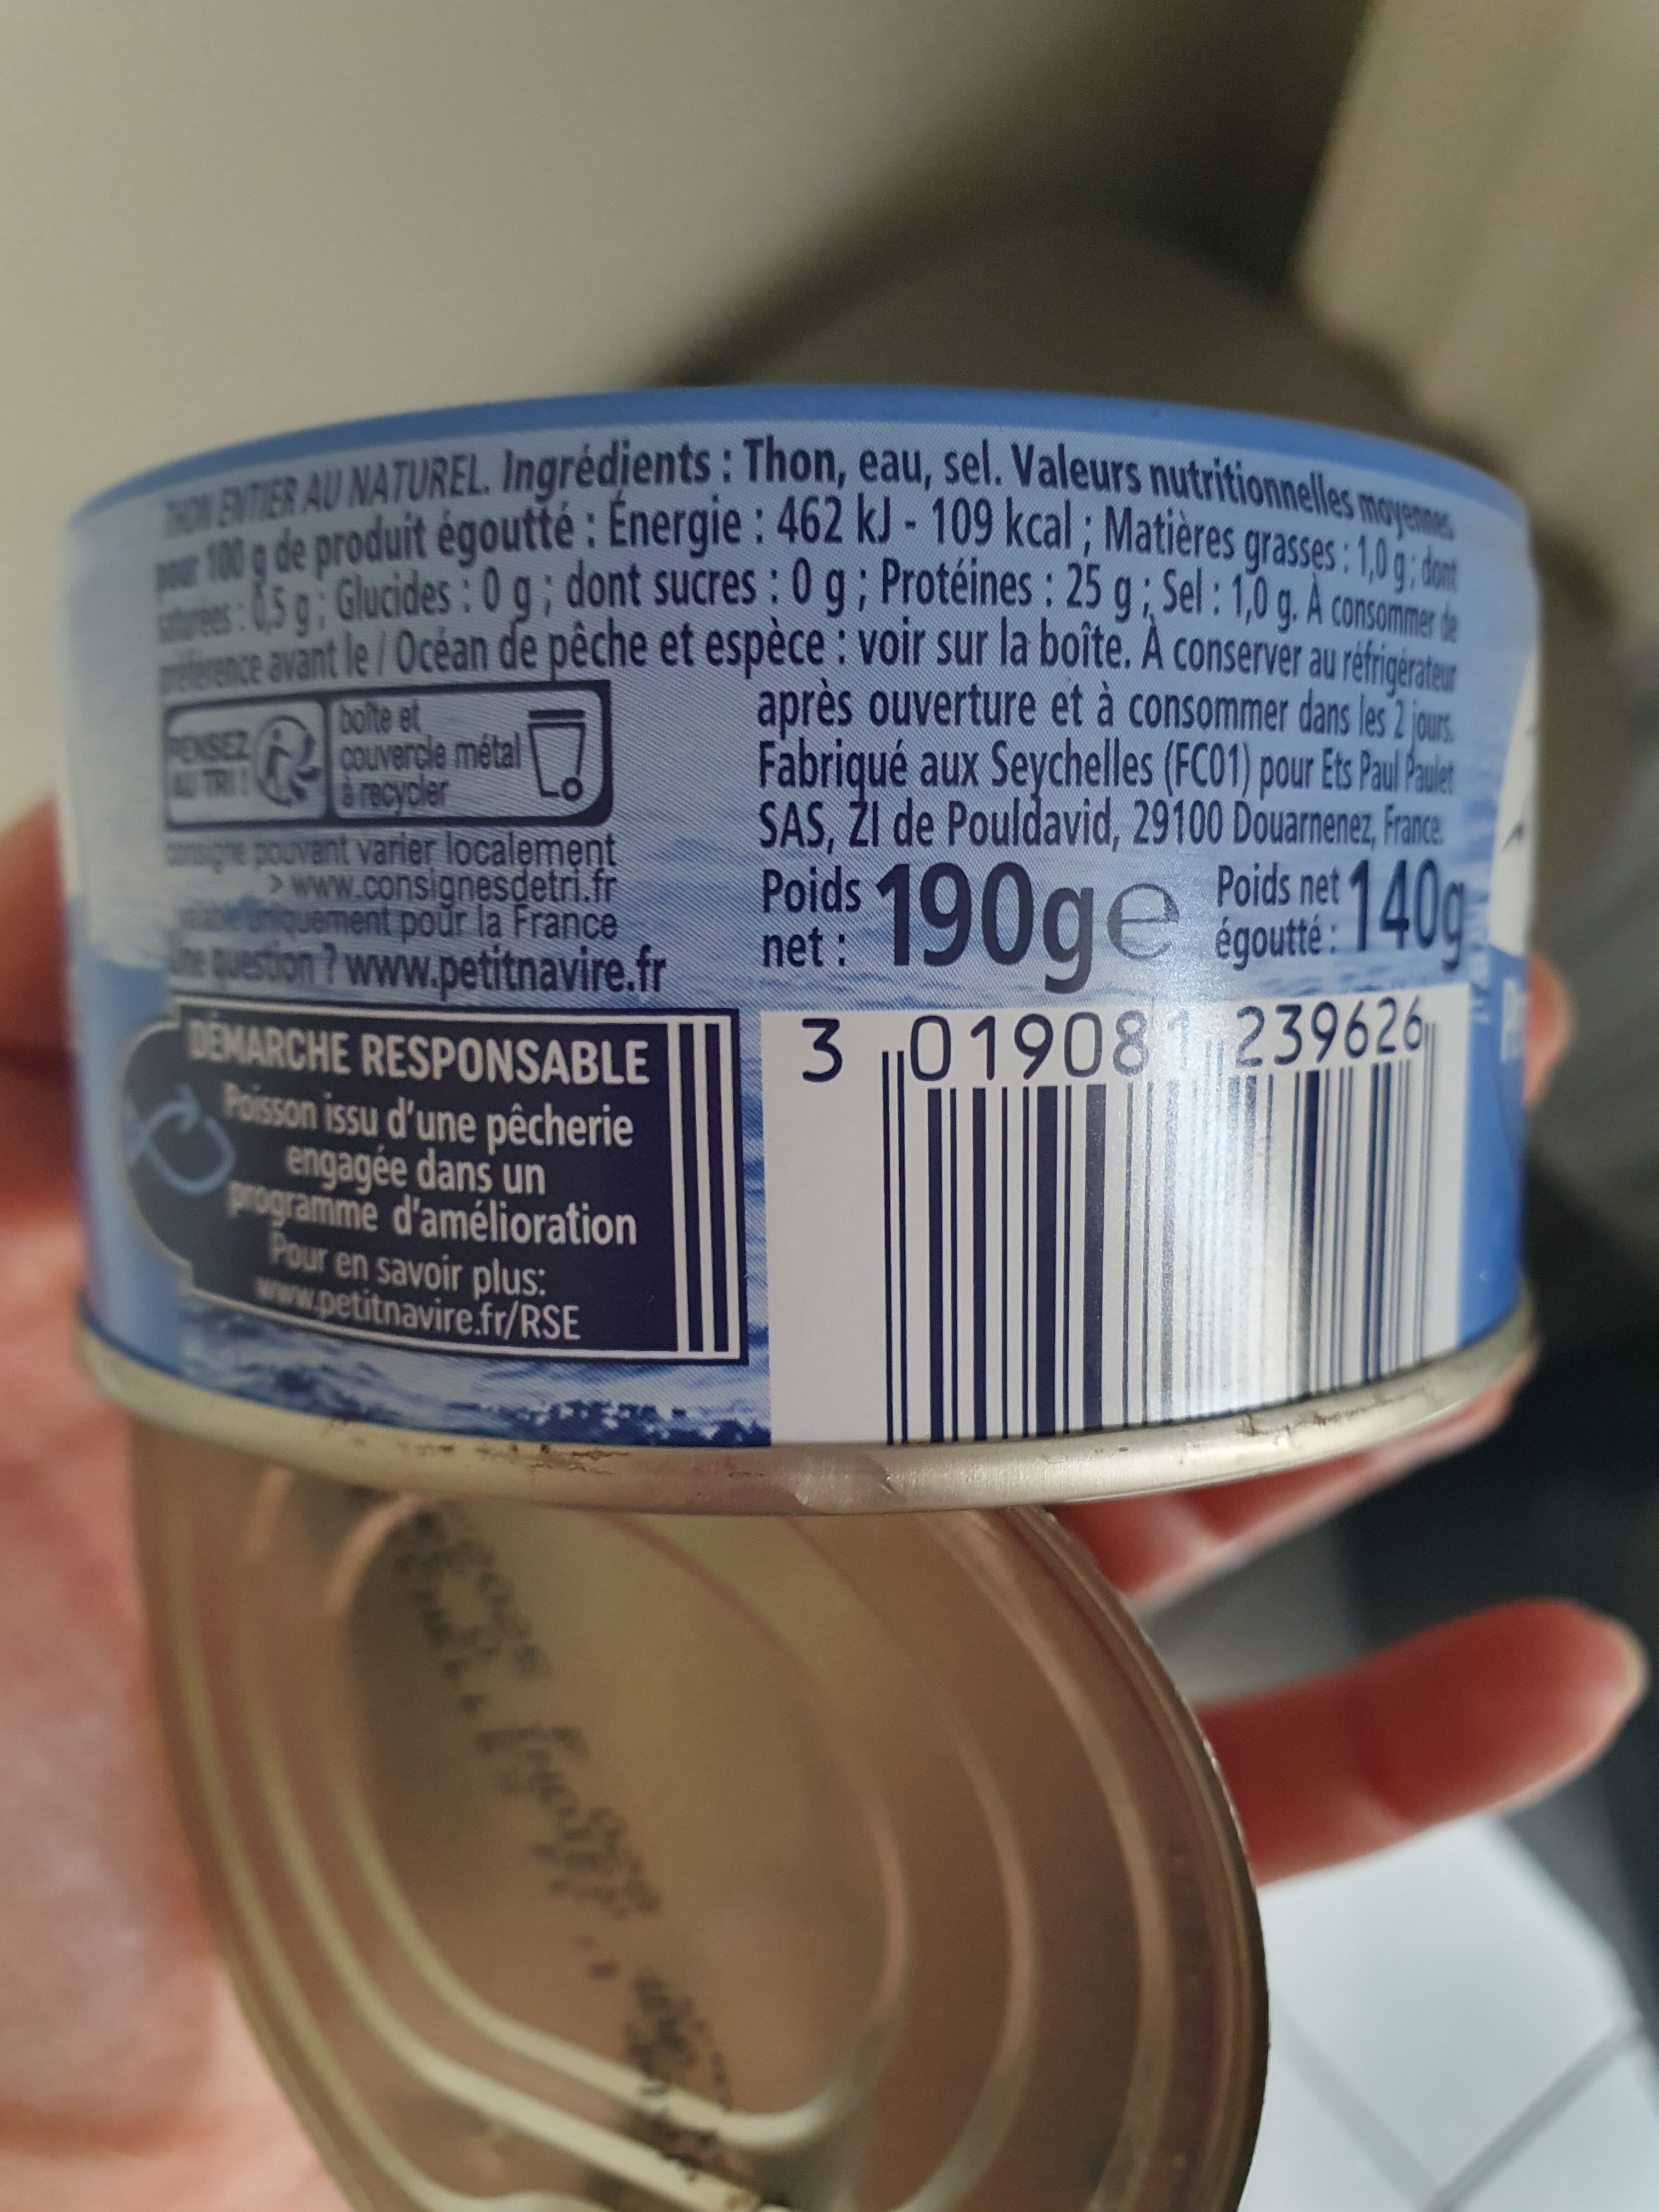 THON ENTIER AU NATUREL. Ingrédients : Thon, eau, sel. Valeurs nutritionnelles moyennes
pour 100 g de produit égoutté : Énergie : 462 kJ - 109 kcal ; Matières grasses : 1,0 g ; dont
saturées : 0,5 g ; Glucides : 0 g ; dont sucres : 0 g ; Protéines : 25 g ; Sel : 1,0 g. À consommer de
préférence avant le / Océan de pêche et espèce : voir sur la boîte. À conserver au réfrigérateur
après ouverture et à consommer dans les 2 jours.
Fabriqué aux Seychelles (FC01) pour Ets Paul Paulet
SAS, ZI de Pouldavid, 29100 Douarnenez, France.
PENSEZ
AU TRI !
boîte et
couvercle métal
à recycler
consigne pouvant varier localement
> www.consignesdetri.fr
valable uniquement pour la France
Une question ? www.petitnavire.fr
Poids
net : 190g e
Poids net
égoutté : 140g
DÉMARCHE RESPONSABLE
Poisson issu d'une pêcherie
engagée dans un
programme d'amélioration
Pour en savoir plus:
www.petitnavire.fr/RSE
3 019081 239626